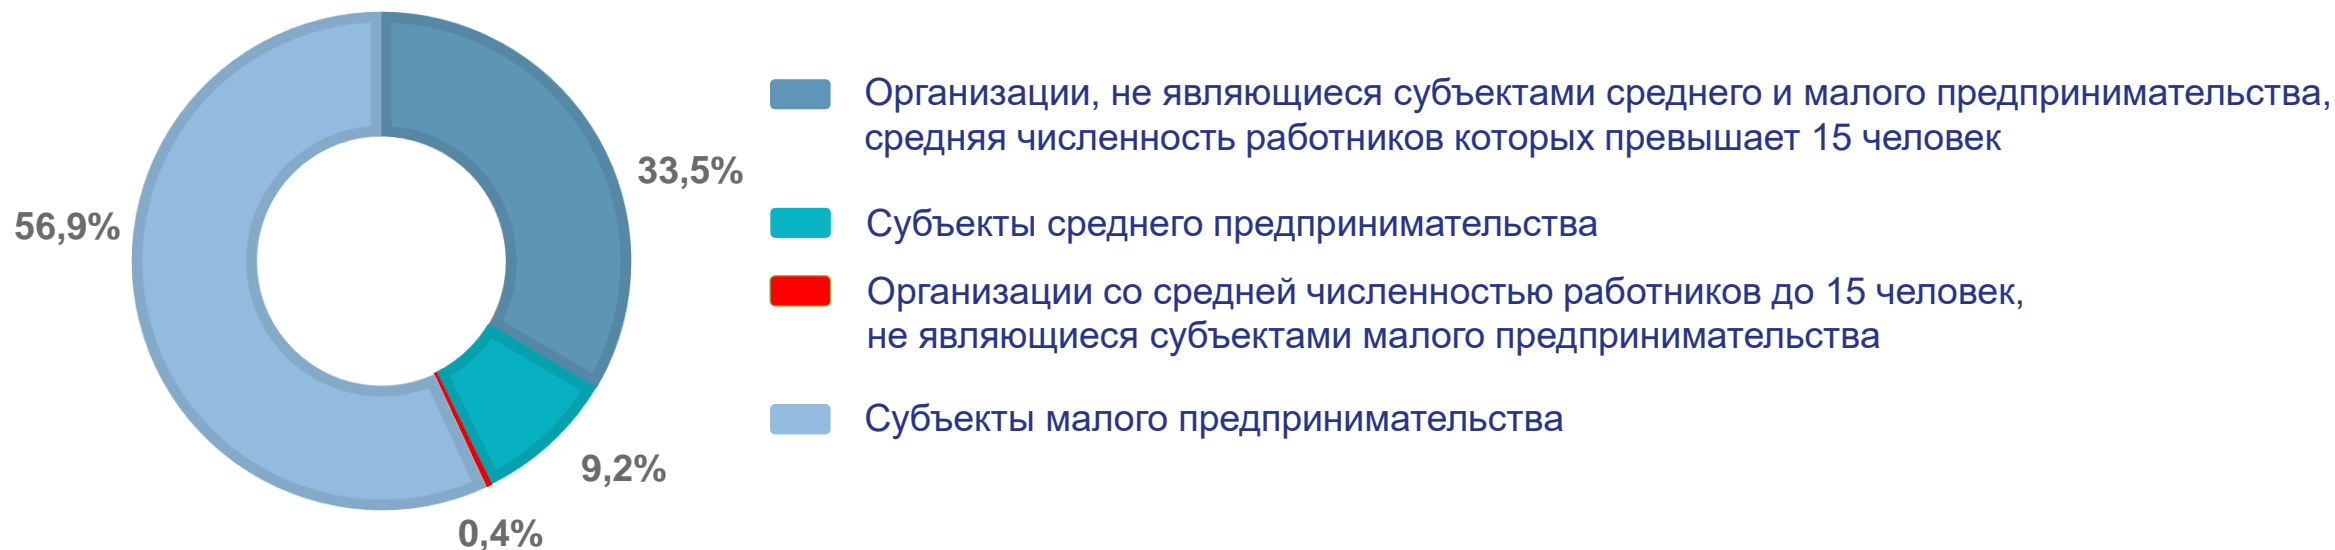 33,5%
56,9%
9,2%
0,4%
Организации, не являющиеся субъектами среднего и малого предпринимательства,
средняя численность работников которых превышает 15 человек
Субъекты среднего предпринимательства
Организации со средней численностью работников до 15 человек,
не являющиеся субъектами малого предпринимательства
Субъекты малого предпринимательства